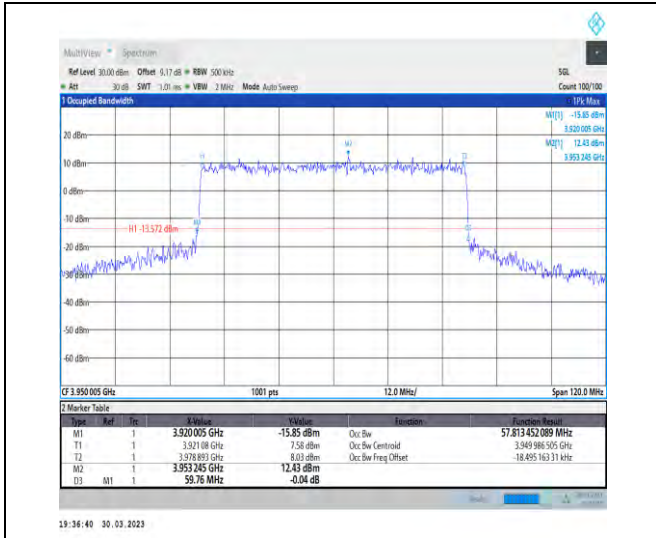 MultiView Spectrum
Ref Level 30.00 dBm Offset 9.17 dB RBW 500 kHz SGL
Att 30 dB SWT 1.01 ms VBW 2 MHz Mode Auto Sweep Count 100/100
1 Occupied Bandwidth 1Pk Max
M1[1] -15.85 dBm
3.920 005 GHz
M2[1] 12.43 dBm
3.953 245 GHz
20 dBm
M2
10 dBm
0 dBm
-10 dBm
H1 -13.572 dBm
-30 dBm
-40 dBm
-50 dBm
-60 dBm
CF 3.950 005 GHz 1001 pts 12.0 MHz/ Span 120.0 MHz
2 Marker Table
Type Ref Trc X-Value Y-Value Function Function Result
M1 1 3.920 005 GHz -15.85 dBm Occ Bw 57.813 452 089 MHz
T1 1 3.921 08 GHz 7.58 dBm Occ Bw Centroid 3.949 986 505 GHz
T2 1 3.978 893 GHz 8.03 dBm Occ Bw Freq Offset -18.495 163 31 kHz
M2 1 3.953 245 GHz 12.43 dBm
D3 M1 1 59.76 MHz -0.04 dB
19:36:40 30.03.2023